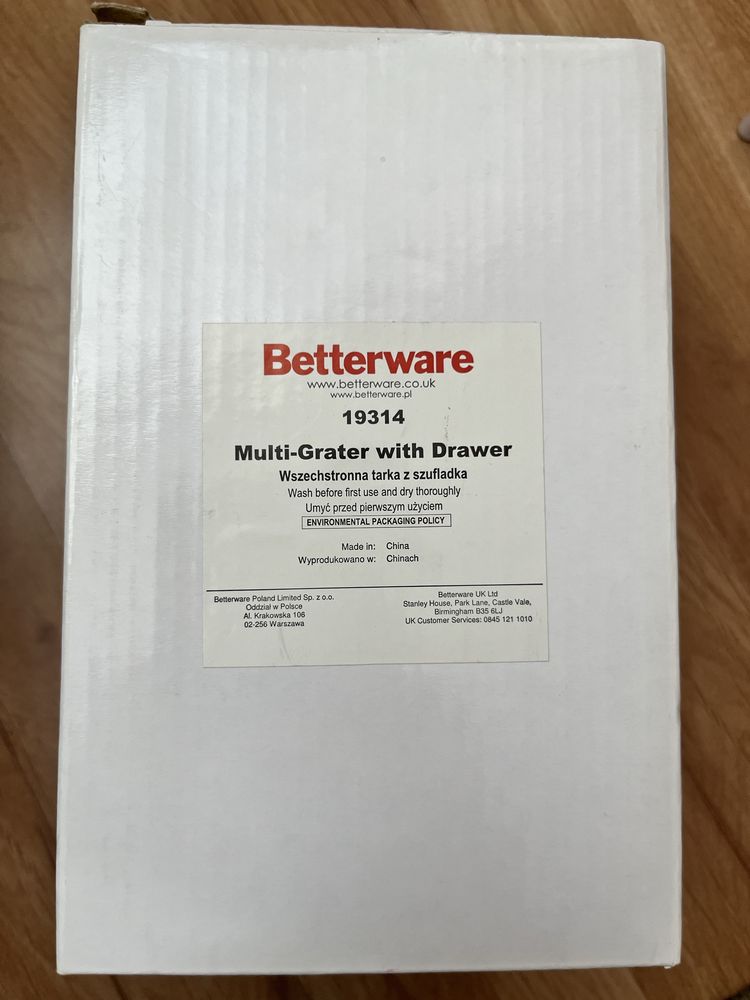 Betterware
www.betterware.co.uk
www.betterware.pl
19314
Multi-Grater with Drawer
Wszechstronna tarka z szufladka
Wash before first use and dry thoroughly
Umyć przed pierwszym użyciem
ENVIRONMENTAL PACKAGING POLICY
Made in: China
Wyprodukowano w: Chinach
Betterware Poland Limited Sp. z o.o.
Oddział w Polsce
Al. Krakowska 106
02-256 Warszawa
Betterware UK Ltd
Stanley House, Park Lane, Castle Vale,
Birmingham B35 6LJ
UK Customer Services: 0845 121 1010